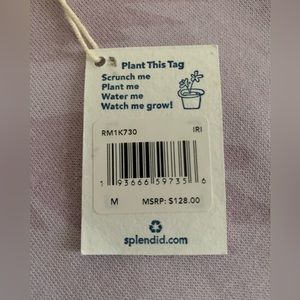 Plant This Tag
Scrunch me
Plant me
Water me
Watch me grow!
RM1K730 IRI
1 93666 59735 6
M MSRP: $128.00
splendid.com